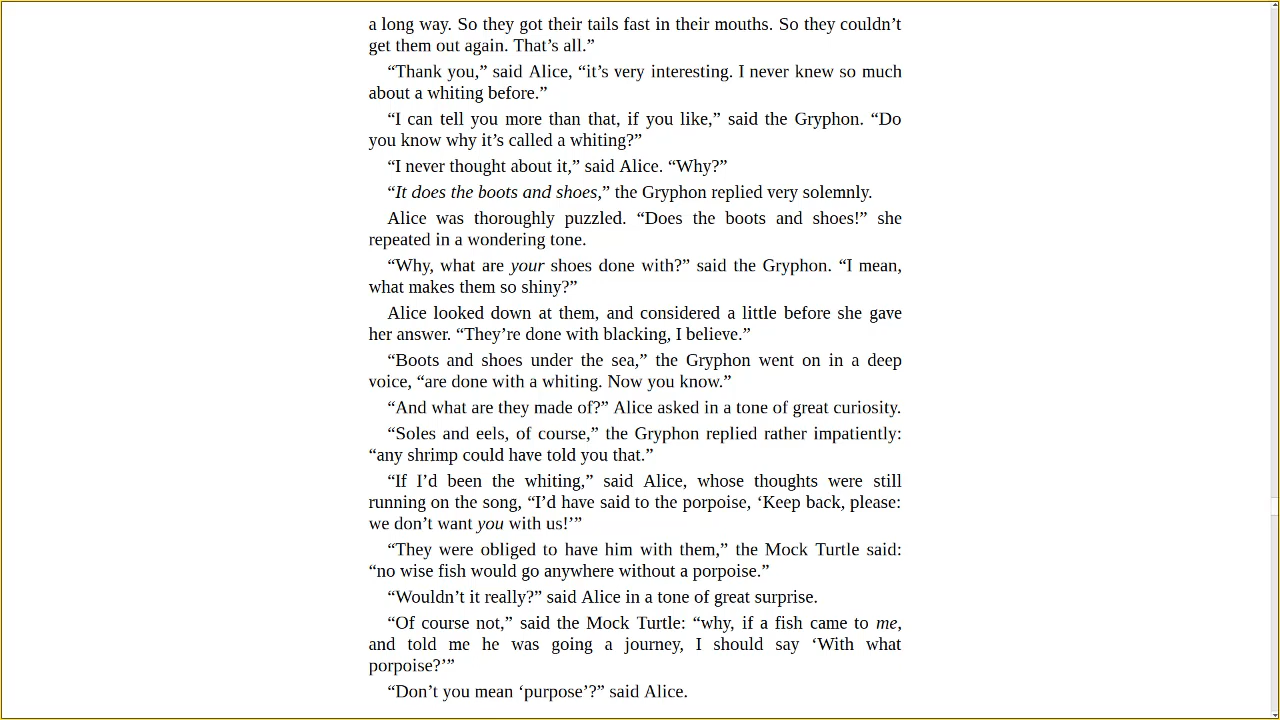 a long way. So they got their tails fast in their mouths. So they couldn’t
get them out again. That’s all.”
“Thank you,” said Alice, “it’s very interesting. I never knew so much
about a whiting before.”
“I can tell you more than that, if you like,” said the Gryphon. “Do
you know why it’s called a whiting?”
“I never thought about it,” said Alice. “Why?”
“It does the boots and shoes,” the Gryphon replied very solemnly.
Alice was thoroughly puzzled. “Does the boots and shoes!” she
repeated in a wondering tone.
“Why, what are your shoes done with?” said the Gryphon. “I mean,
what makes them so shiny?”
Alice looked down at them, and considered a little before she gave
her answer. “They’re done with blacking, I believe.”
“Boots and shoes under the sea,” the Gryphon went on in a deep
voice, “are done with a whiting. Now you know.”
“And what are they made of?” Alice asked in a tone of great curiosity.
“Soles and eels, of course,” the Gryphon replied rather impatiently:
“any shrimp could have told you that.”
“If I’d been the whiting,” said Alice, whose thoughts were still
running on the song, “I’d have said to the porpoise, ‘Keep back, please:
we don’t want you with us!’”
“They were obliged to have him with them,” the Mock Turtle said:
“no wise fish would go anywhere without a porpoise.”
“Wouldn’t it really?” said Alice in a tone of great surprise.
“Of course not,” said the Mock Turtle: “why, if a fish came to me,
and told me he was going a journey, I should say ‘With what
porpoise?’”
“Don’t you mean ‘purpose’?” said Alice.